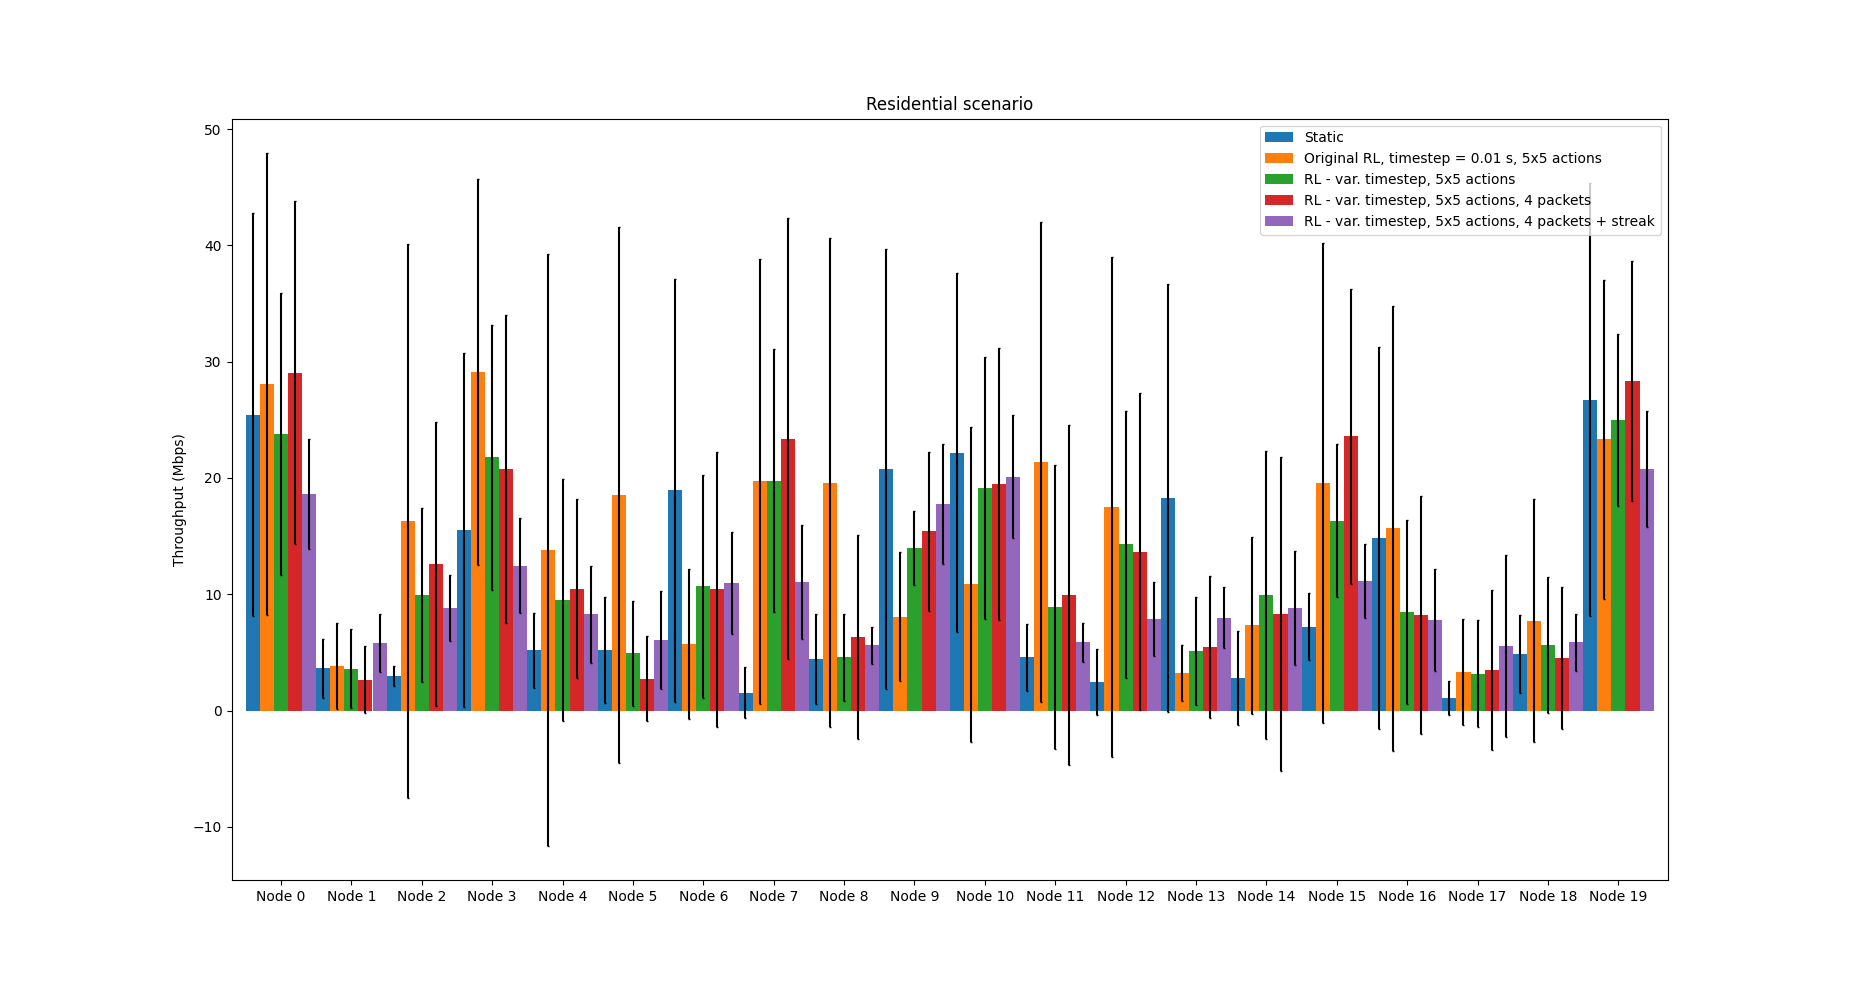 Residential scenario
Static
Original RL, timestep = 0.01 s, 5x5 actions
RL - var. timestep, 5x5 actions
RL - var. timestep, 5x5 actions, 4 packets
RL - var. timestep, 5x5 actions, 4 packets + streak
Throughput (Mbps)
50
40
30
20
10
0
−10
Node 0 Node 1 Node 2 Node 3 Node 4 Node 5 Node 6 Node 7 Node 8 Node 9 Node 10 Node 11 Node 12 Node 13 Node 14 Node 15 Node 16 Node 17 Node 18 Node 19